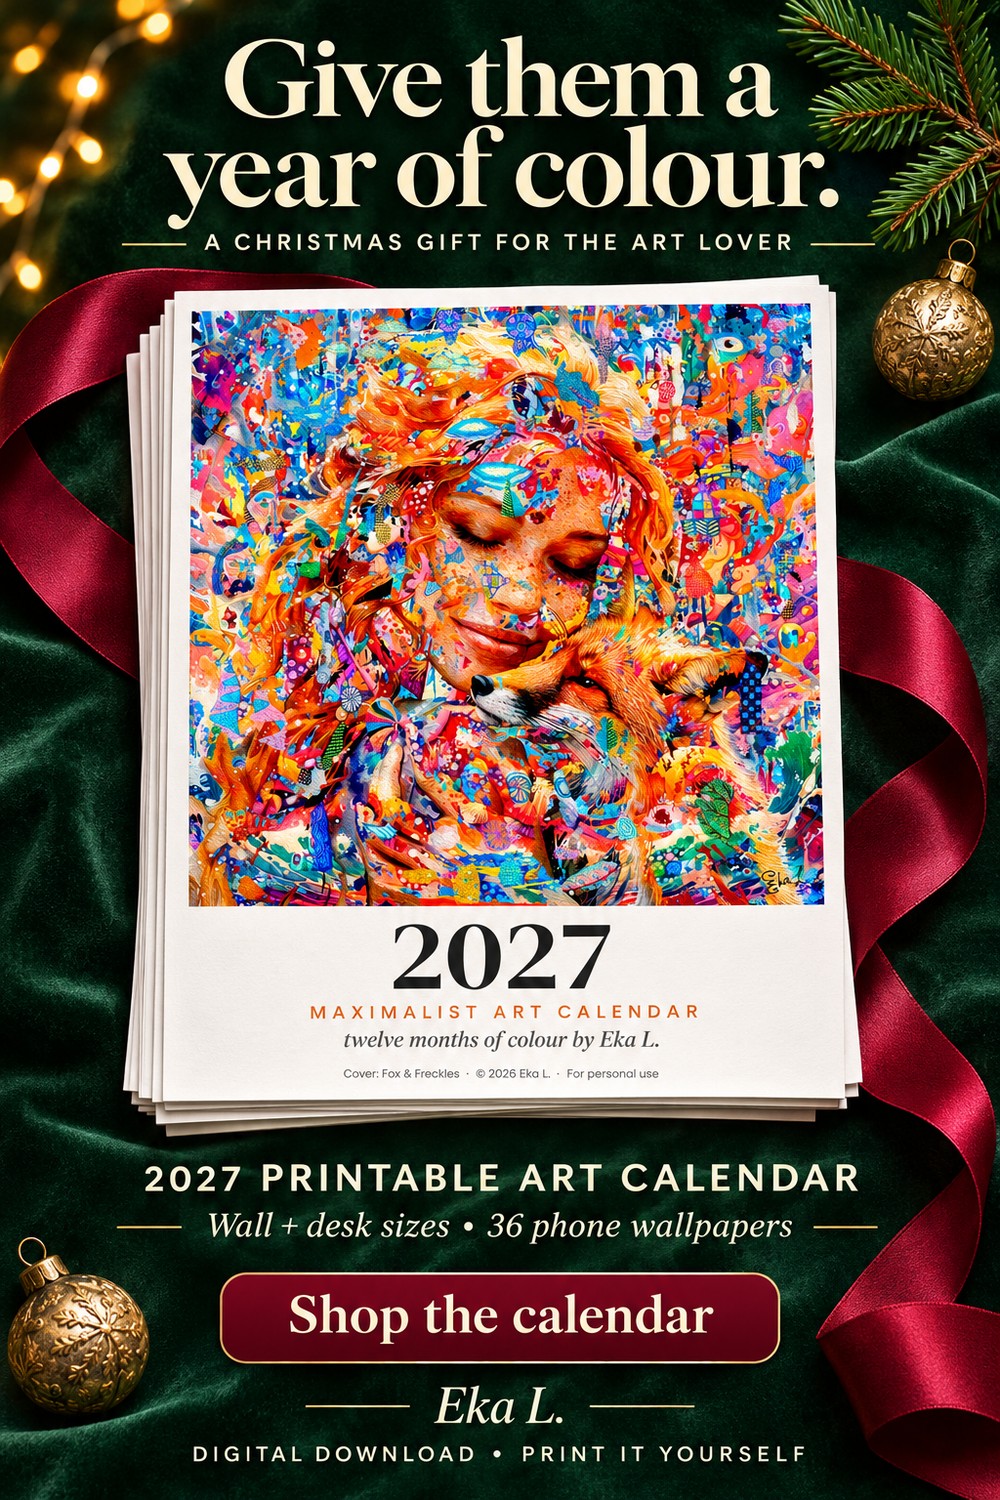 Give them a
year of colour.
A CHRISTMAS GIFT FOR THE ART LOVER
Eka L
2027
MAXIMALIST ART CALENDAR
twelve months of colour by Eka L.
Cover: Fox & Freckles · © 2026 Eka L. · For personal use
2027 PRINTABLE ART CALENDAR
Wall + desk sizes • 36 phone wallpapers
Shop the calendar
Eka L.
DIGITAL DOWNLOAD • PRINT IT YOURSELF